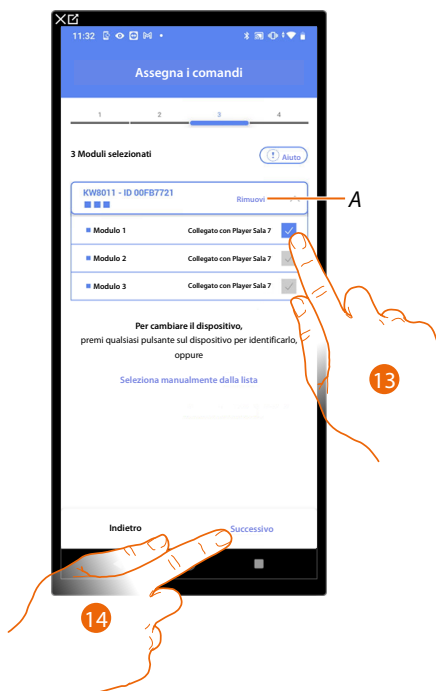 11:32
Assegna i comandi
1 2 3 4
3 Moduli selezionati
Aiuto
KW8011 - ID 00FB7721
Rimuovi
A
Modulo 1 Collegato con Player Sala 7
Modulo 2 Collegato con Player Sala 7
Modulo 3 Collegato con Player Sala 7
Per cambiare il dispositivo,
premi qualsiasi pulsante sul dispositivo per identificarlo,
oppure
Seleziona manualmente dalla lista
13
Indietro Successivo
14